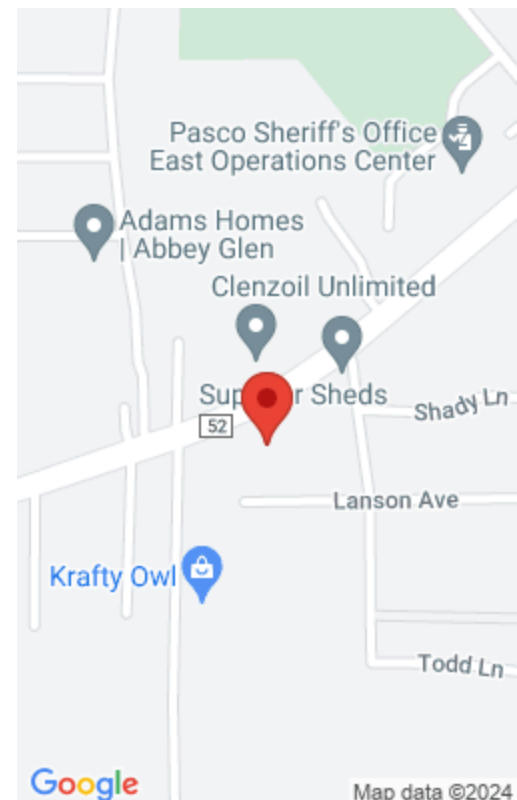 Pasco Sheriff's Office
East Operations Center
Adams Homes
| Abbey Glen
Clenzoil Unlimited
Sheds
52
Shady Ln
Lanson Ave
Krafty Owl
Todd Ln
Google
Map data ©2024